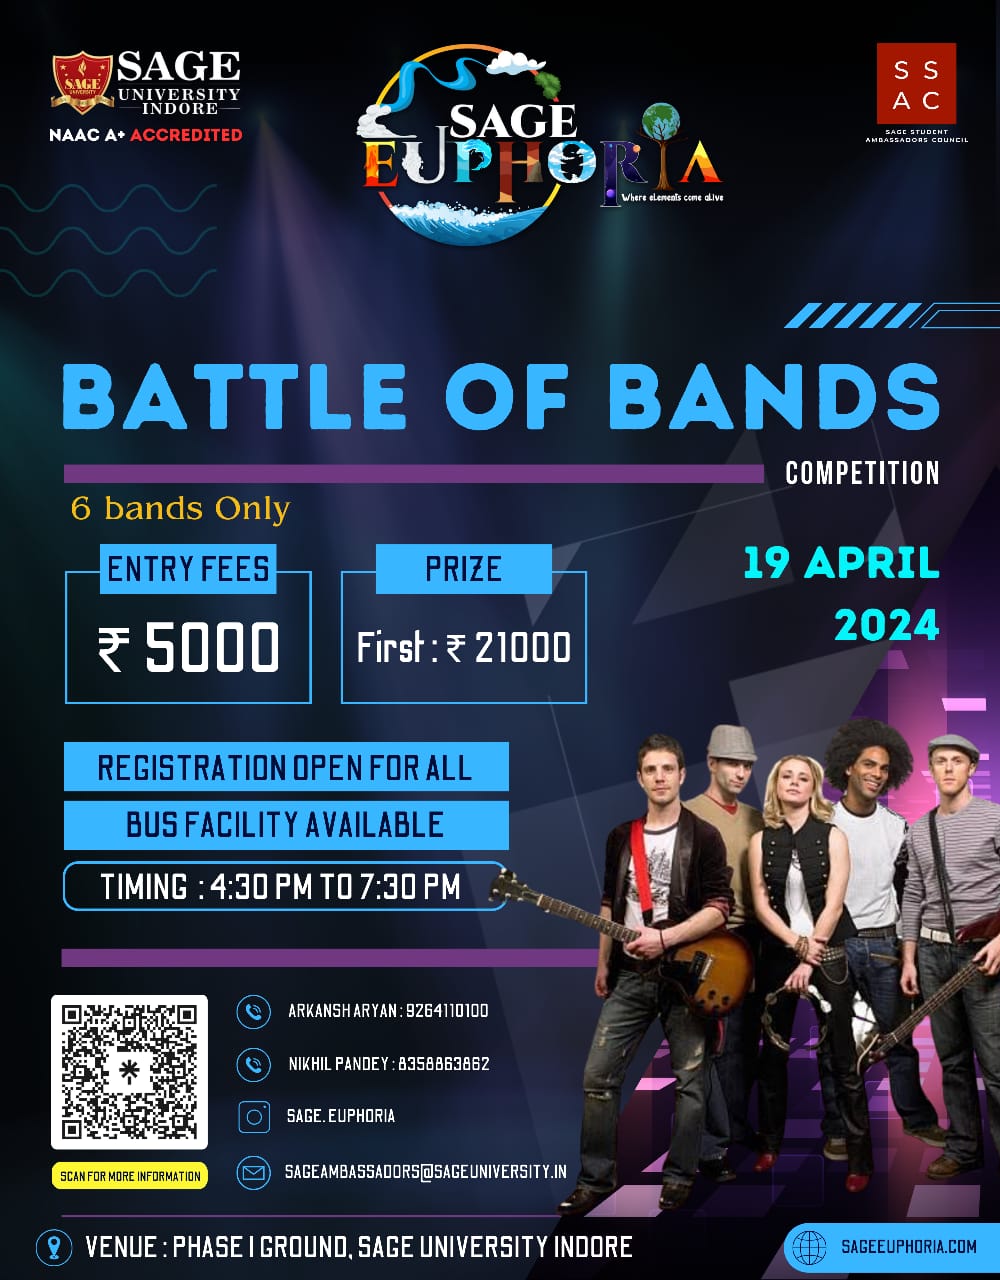 SAGE
UNIVERSITY
INDORE
NAAC A+ ACCREDITED
SAGE
UNIVERSITY
SAGE
EUPHORIA
Where elements come alive
S S
A C
SAGE STUDENT
AMBASSADORS COUNCIL
BATTLE OF BANDS
COMPETITION
6 bands Only
ENTRY FEES
₹ 5000
PRIZE
First : ₹ 21000
19 APRIL
2024
REGISTRATION OPEN FOR ALL
BUS FACILITY AVAILABLE
TIMING : 4:30 PM TO 7:30 PM
ARKANSH ARYAN : 9264110100
NIKHIL PANDEY : 8358863862
SAGE.EUPHORIA
SAGEAMBASSADORS@SAGEUNIVERSITY.IN
SCAN FOR MORE INFORMATION
VENUE : PHASE I GROUND, SAGE UNIVERSITY INDORE
SAGEEUPHORIA.COM